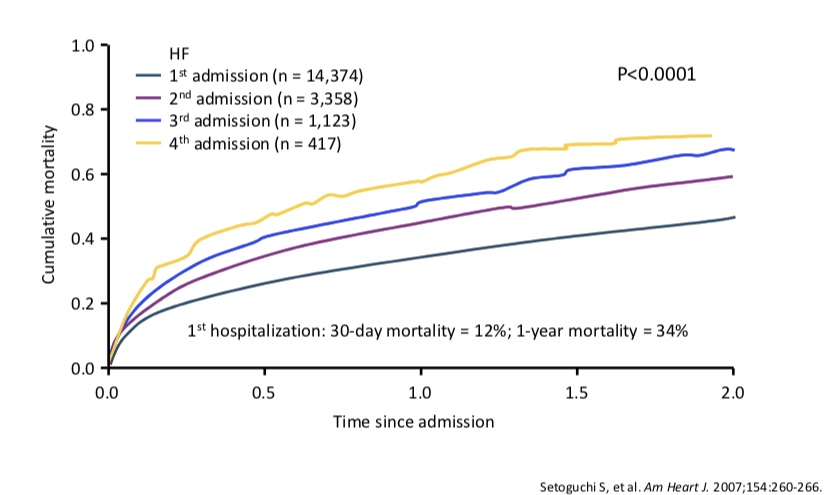 HF
1st admission (n = 14,374)
2nd admission (n = 3,358)
3rd admission (n = 1,123)
4th admission (n = 417)
P<0.0001
Cumulative mortality
1.0
0.8
0.6
0.4
0.2
0.0
1st hospitalization: 30-day mortality = 12%; 1-year mortality = 34%
0.0 0.5 1.0 1.5 2.0
Time since admission
Setoguchi S, et al. Am Heart J. 2007;154:260-266.